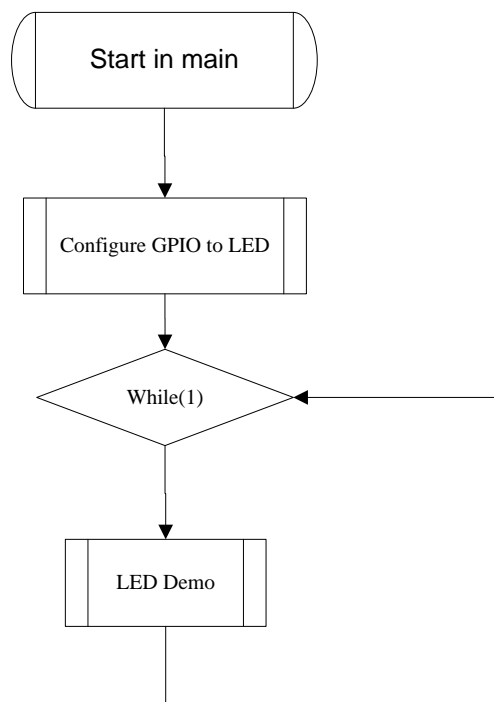 Start in main
Configure GPIO to LED
While(1)
LED Demo